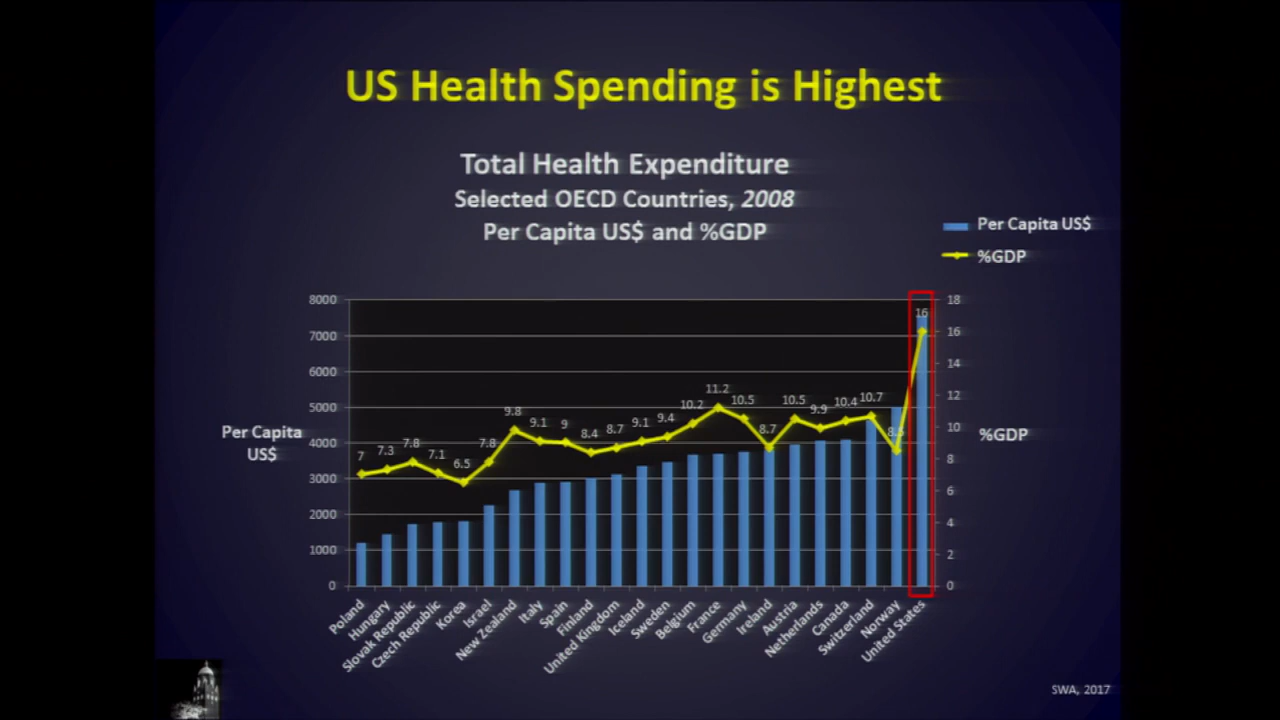 US Health Spending is Highest
Total Health Expenditure
Selected OECD Countries, 2008
Per Capita US$ and %GDP
Per Capita US$
%GDP
8000
7000
6000
5000
4000
3000
2000
1000
0
Per Capita
US$
18
16
14
12
10
8
6
4
2
0
%GDP
7
7.3
7.8
7.1
6.5
7.8
9.8
9.1
9
8.4
8.7
9.1
9.4
10.2
11.2
10.5
8.7
10.5
9.9
10.4
10.7
8.5
16
Poland
Hungary
Slovak Republic
Czech Republic
Korea
Israel
New Zealand
Italy
Spain
Finland
United Kingdom
Iceland
Sweden
Belgium
France
Germany
Ireland
Austria
Netherlands
Canada
Switzerland
Norway
United States
SWA, 2017